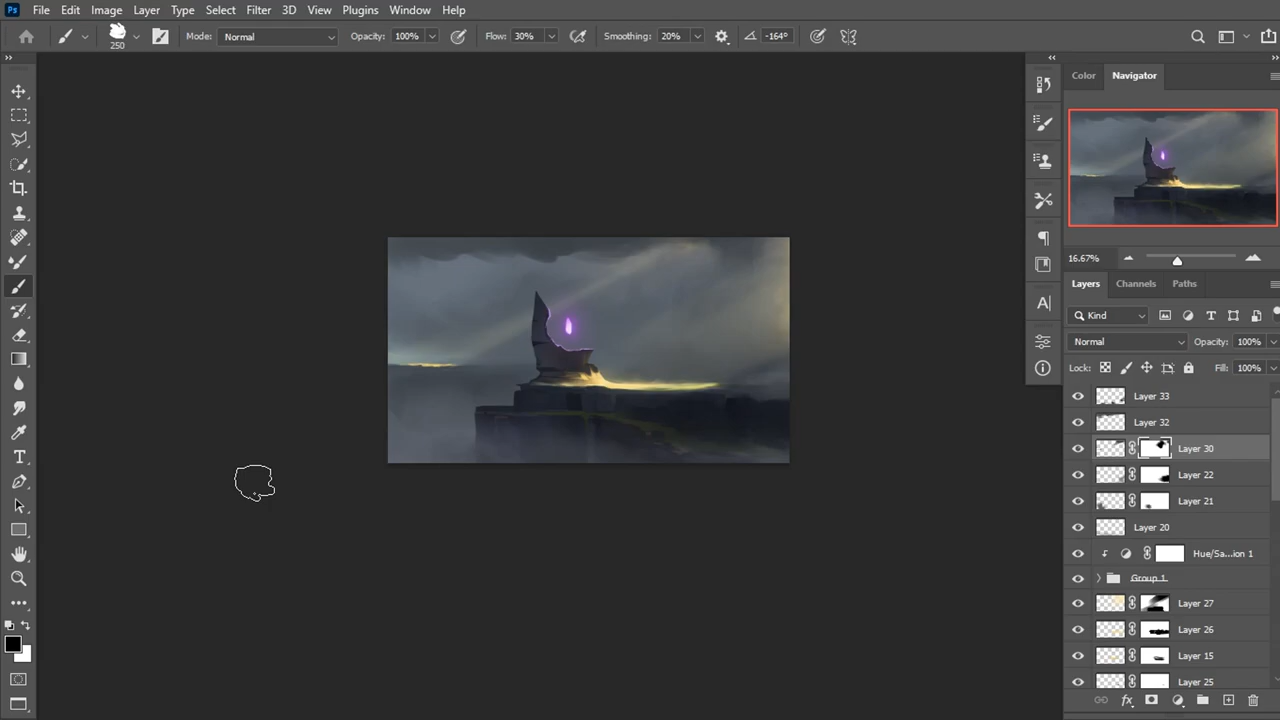 Ps File Edit Image Layer Type Select Filter 3D View Plugins Window Help
250 Mode: Normal Opacity: 100% Flow: 30% Smoothing: 20% -164°
Color Navigator
16.67%
Layers Channels Paths
Kind
Normal Opacity: 100%
Lock: Fill: 100%
Layer 33
Layer 32
Layer 30
Layer 22
Layer 21
Layer 20
Hue/Sa...ion 1
Group 1
Layer 27
Layer 26
Layer 15
Layer 25
fx